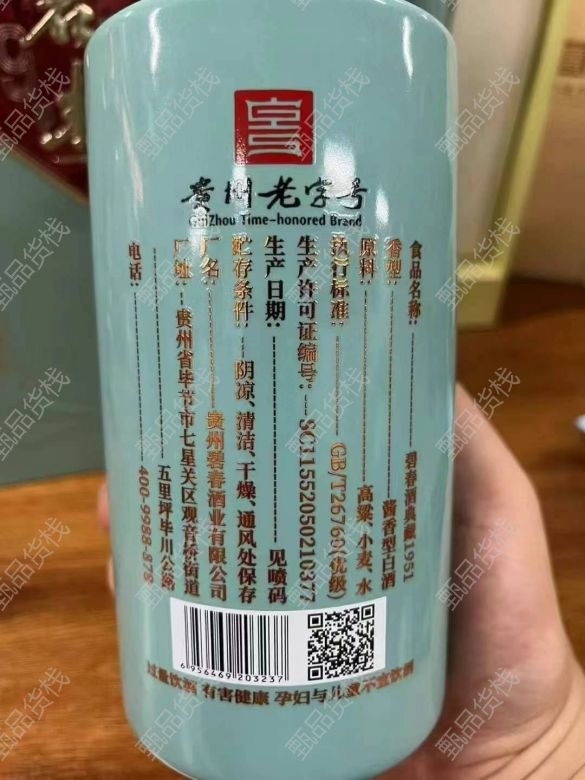 贵州老字号
GuiZhou Time-honored Brand
食品名称：碧春酒典藏1951
香型：酱香型白酒
原料：高粱、小麦、水
执行标准：GB/T26760(优级)
生产许可证编号：
生产日期：见喷码
贮存条件：阴凉、清洁、干燥、通风处保存
厂名：贵州碧春酒业有限公司
厂址：贵州省毕节市七星关区观音桥街道
五里坪毕川公路
电话：400-9988-878
6956469203237
过量饮酒 有害健康 孕妇与儿童不宜饮酒
甄品货栈